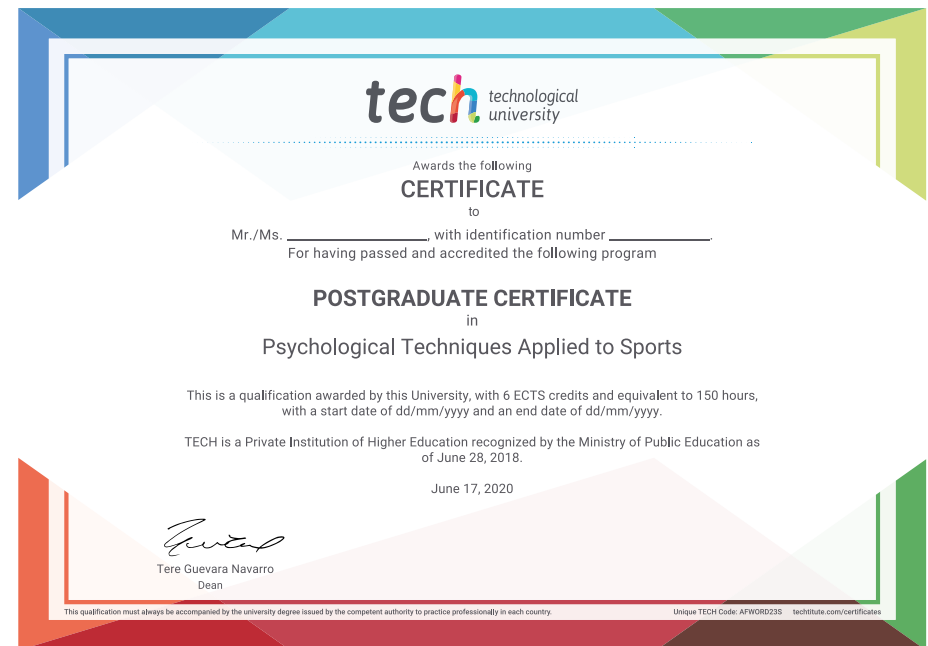 tech technological
university
Awards the following
CERTIFICATE
to
Mr./Ms. ____________________, with identification number ______________.
For having passed and accredited the following program
POSTGRADUATE CERTIFICATE
in
Psychological Techniques Applied to Sports
This is a qualification awarded by this University, with 6 ECTS credits and equivalent to 150 hours,
with a start date of dd/mm/yyyy and an end date of dd/mm/yyyy.
TECH is a Private Institution of Higher Education recognized by the Ministry of Public Education as
of June 28, 2018.
June 17, 2020
Tere Guevara Navarro
Dean
This qualification must always be accompanied by the university degree issued by the competent authority to practice professionally in each country.
Unique TECH Code: AFWORD23S techtitute.com/certificates